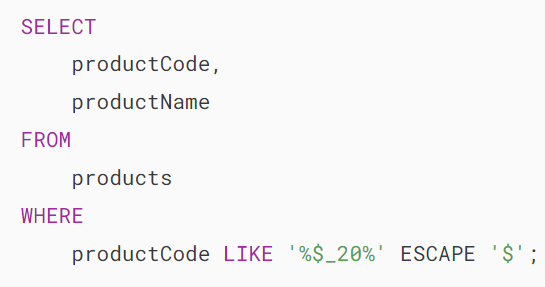 SELECT
    productCode,
    productName
FROM
    products
WHERE
    productCode LIKE '%$_20%' ESCAPE '$';